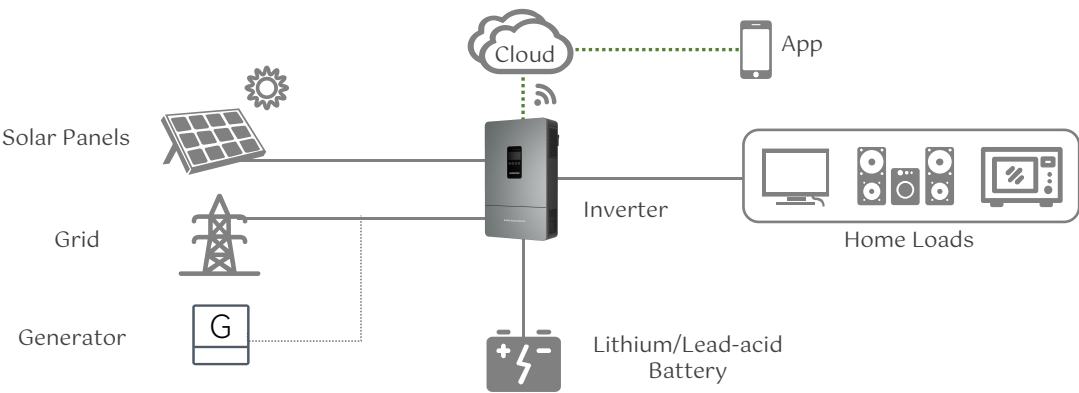 Cloud
App
Solar Panels
Inverter
Home Loads
Grid
Generator
G
Lithium/Lead-acid
Battery